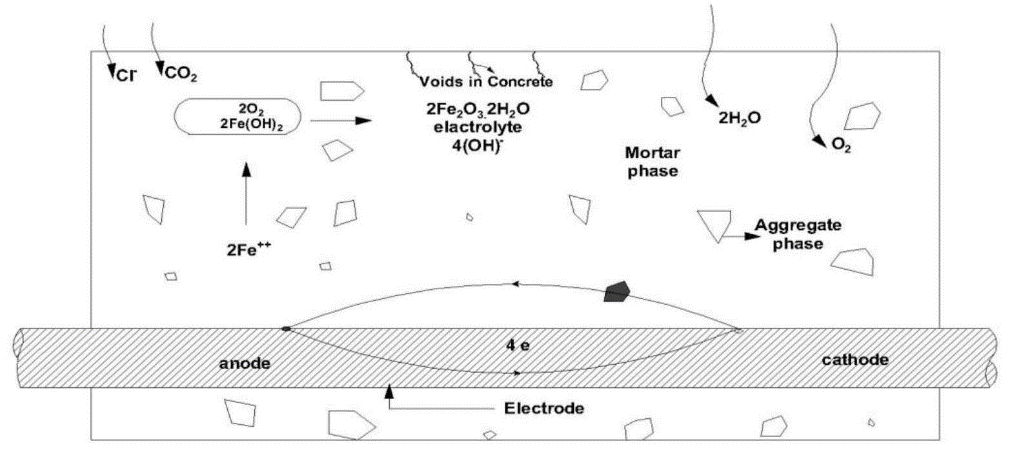 Cl⁻
CO₂
Voids in Concrete
2O₂
2Fe(OH)₂
2Fe₂O₃.2H₂O
elactrolyte
4(OH)⁻
2H₂O
O₂
Mortar
phase
Aggregate
phase
2Fe⁺⁺
4 e
anode
cathode
Electrode